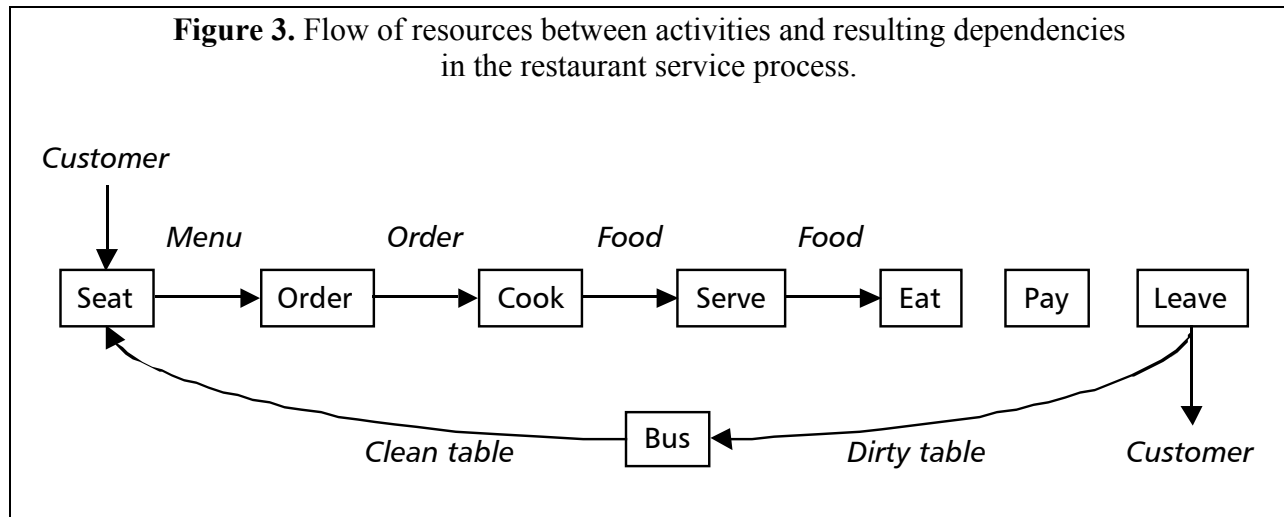 Figure 3. Flow of resources between activities and resulting dependencies
in the restaurant service process.
Customer
Menu Order Food Food
Seat Order Cook Serve Eat Pay Leave
Bus
Clean table Dirty table Customer